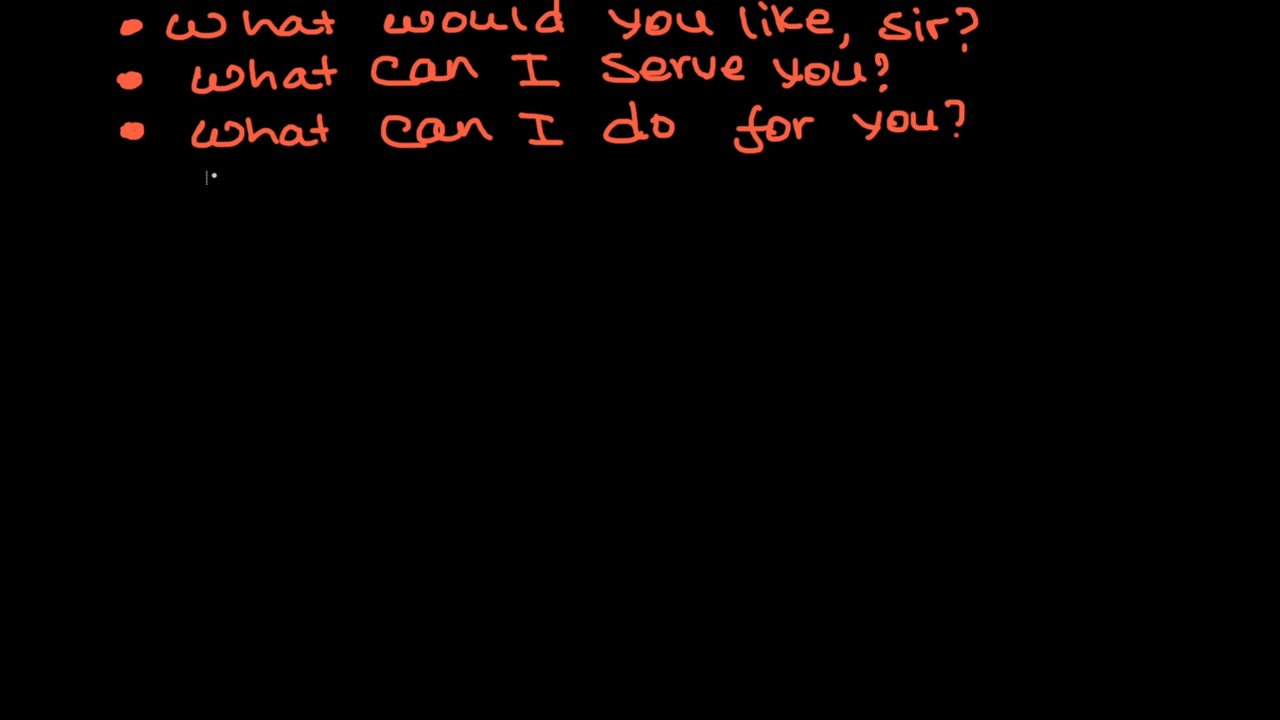 • What would you like, sir?
• What can I serve you?
• What can I do for you?